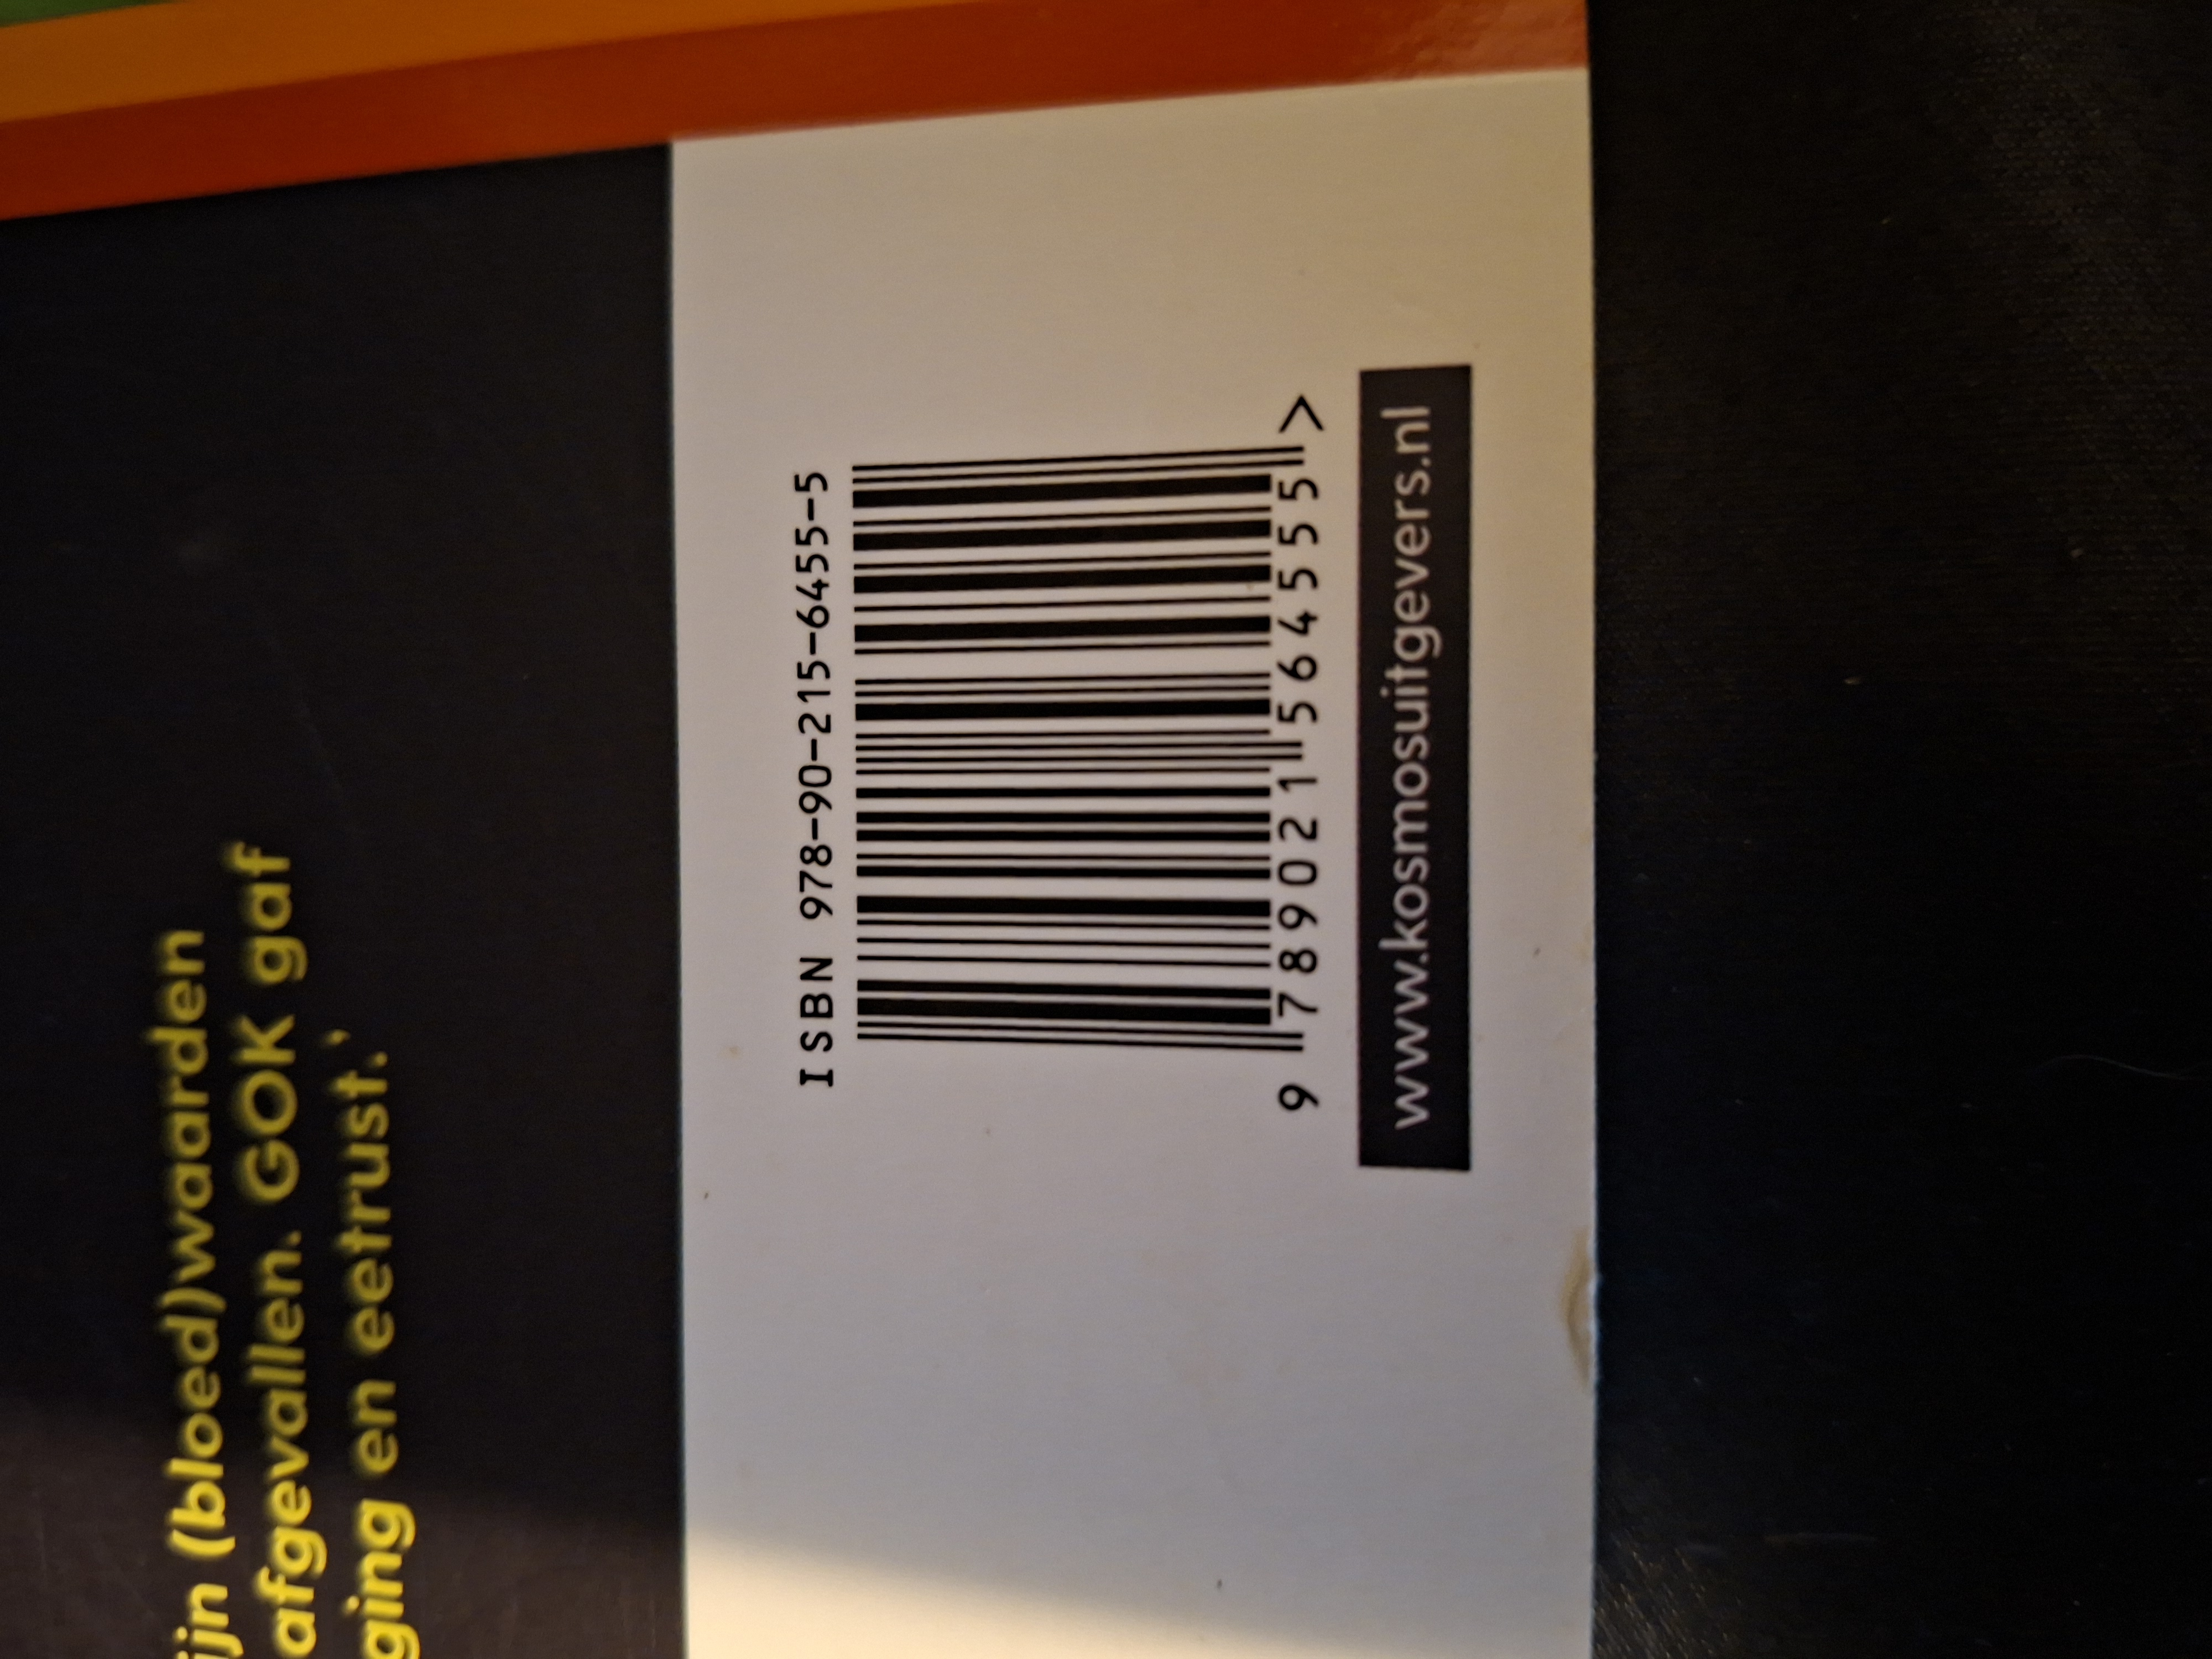 ijn (bloed)waarden
afgevallen. GOK gaf
ging en eetrust.'
ISBN 978-90-215-6455-5
9 789021 564555 >
www.kosmosuitgevers.nl